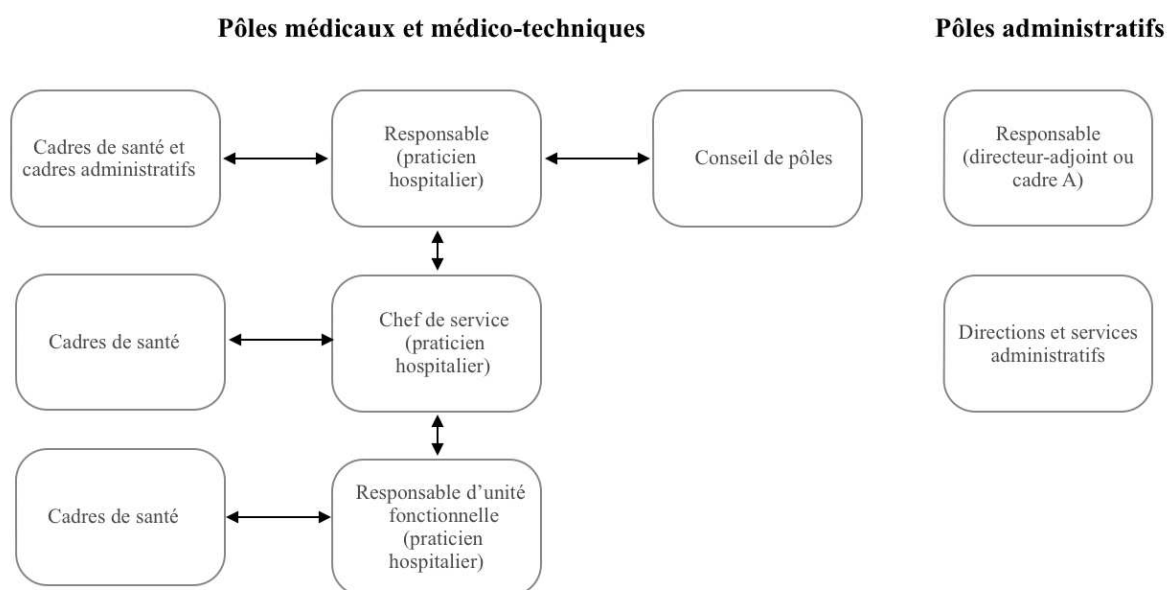 Pôles médicaux et médico-techniques
Pôles administratifs
Cadres de santé et
cadres administratifs
Responsable
(praticien
hospitalier)
Conseil de pôles
Responsable
(directeur-adjoint ou
cadre A)
Cadres de santé
Chef de service
(praticien
hospitalier)
Directions et services
administratifs
Cadres de santé
Responsable d’unité
fonctionnelle
(praticien
hospitalier)